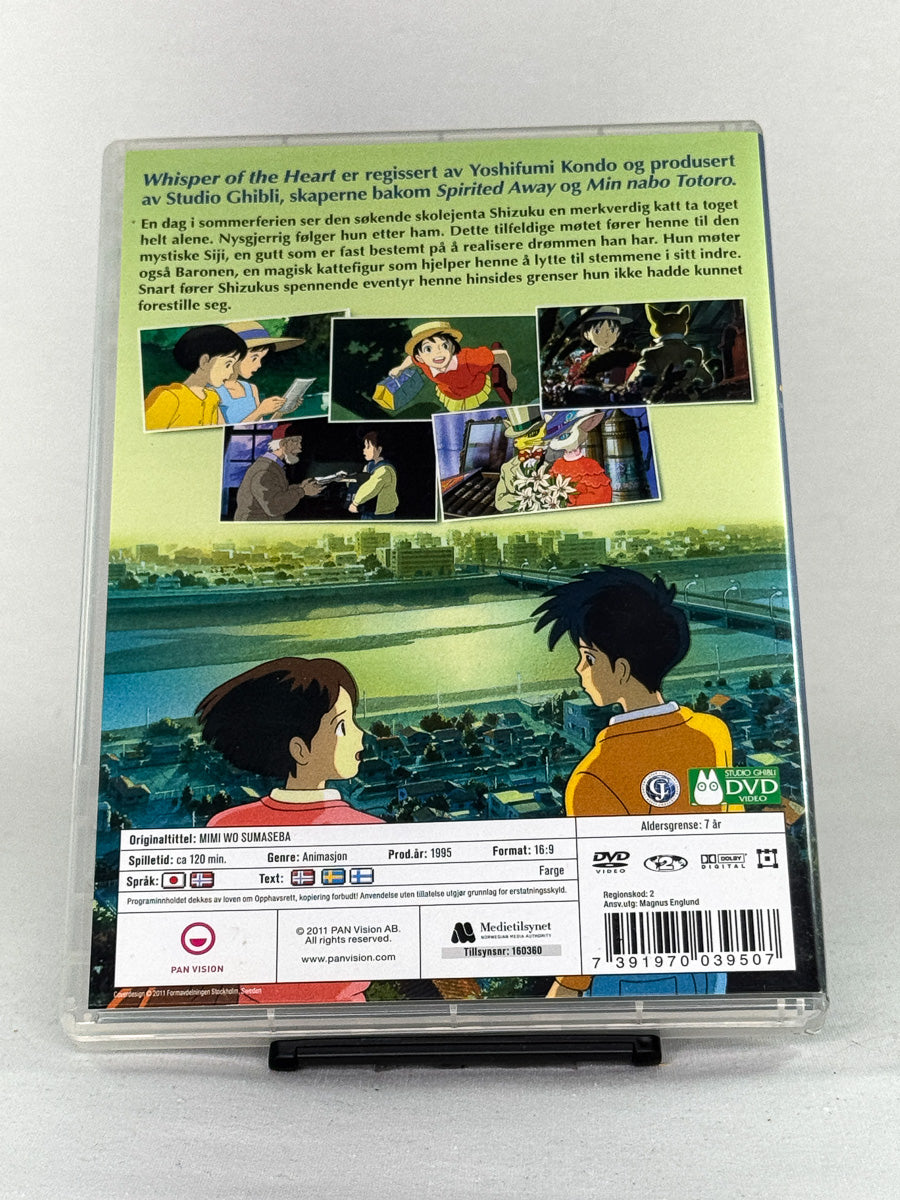 Whisper of the Heart er regissert av Yoshifumi Kondo og produsert
av Studio Ghibli, skaperne bakom Spirited Away og Min nabo Totoro.
En dag i sommerferien ser den søkende skolejenta Shizuku en merkverdig katt ta toget
helt alene. Nysgjerrig følger hun etter ham. Dette tilfeldige møtet fører henne til den
mystiske Siji, en gutt som er fast bestemt på å realisere drømmen han har. Hun møter
også Baronen, en magisk kattefigur som hjelper henne å lytte til stemmene i sitt indre.
Snart fører Shizukus spennende eventyr henne hinsides grenser hun ikke hadde kunnet
forestille seg.
STUDIO GHIBLI
DVD
VIDEO
Originaltittel: MIMI WO SUMASEBA
Spilletid: ca 120 min. Genre: Animasjon Prod.år: 1995 Format: 16:9
Språk: Text: Farge
Programinnholdet dekkes av loven om Opphavsrett, kopiering forbudt! Anvendelse uten tillatelse utgjør grunnlag for erstatningsskyld.
Aldersgrense: 7 år
DVD VIDEO 2 DOLBY DIGITAL
Regionskod: 2
Ansv.utg: Magnus Englund
PAN VISION
© 2011 PAN Vision AB.
All rights reserved.
www.panvision.com
Medietilsynet
NORWEGIAN MEDIA AUTHORITY
Tillsynsnr: 160360
7 391970 039507
Coverdesign © 2011 Formavdelningen Stockholm, Sweden